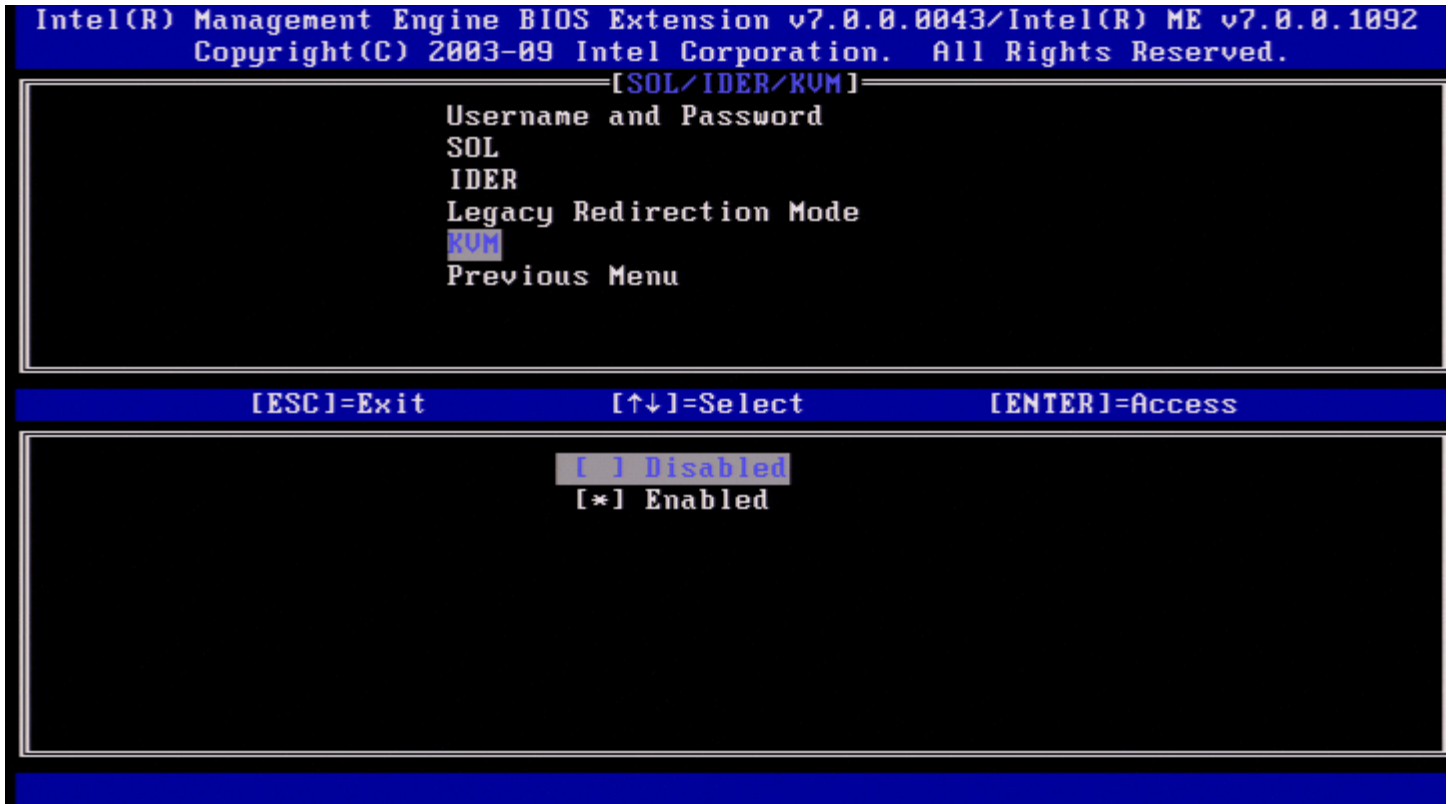 Intel(R) Management Engine BIOS Extension v7.0.0.0043/Intel(R) ME v7.0.0.1092
Copyright(C) 2003-09 Intel Corporation. All Rights Reserved.
[SOL/IDER/KVM]
Username and Password
SOL
IDER
Legacy Redirection Mode
KVM
Previous Menu
[ESC]=Exit [↑↓]=Select [ENTER]=Access
[ ] Disabled
[*] Enabled